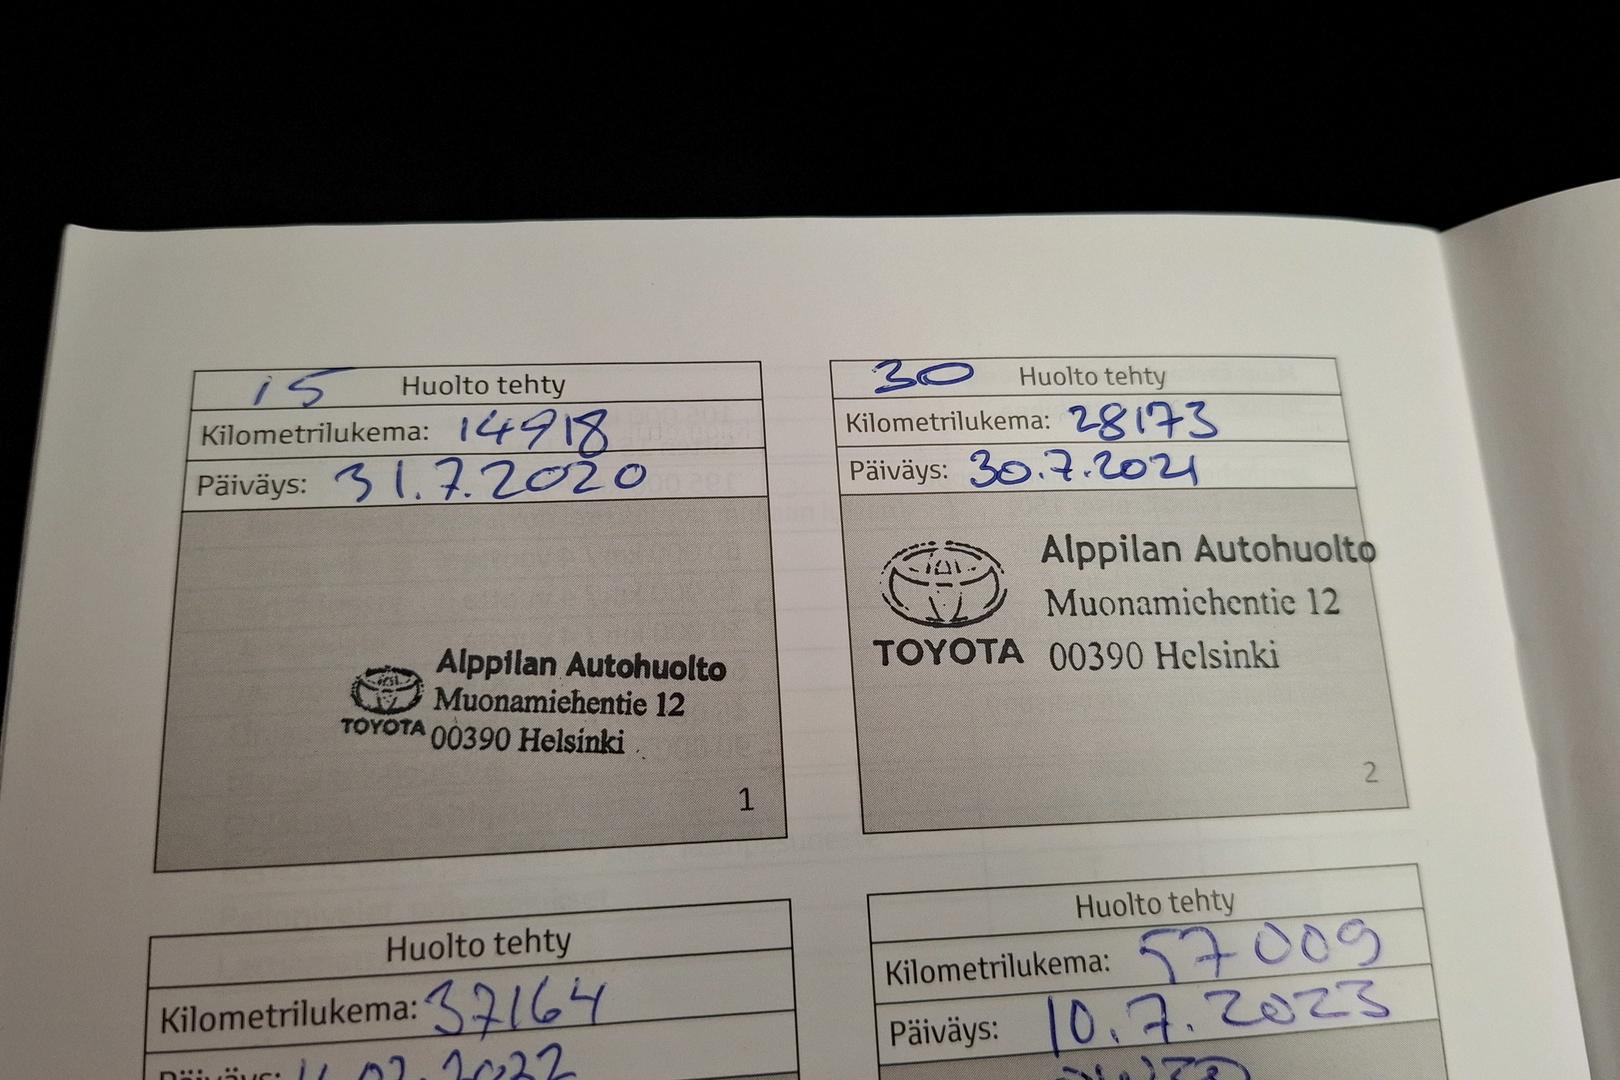 15 Huolto tehty
Kilometrilukema: 14918
Päiväys: 31.7.2020
Alppilan Autohuolto
Muonamiehentie 12
TOYOTA 00390 Helsinki
1
30 Huolto tehty
Kilometrilukema: 28173
Päiväys: 30.7.2021
Alppilan Autohuolto
Muonamiehentie 12
TOYOTA 00390 Helsinki
2
Huolto tehty
Kilometrilukema: 37164
Päiväys:
Huolto tehty
Kilometrilukema: 57009
Päiväys: 10.7.2023